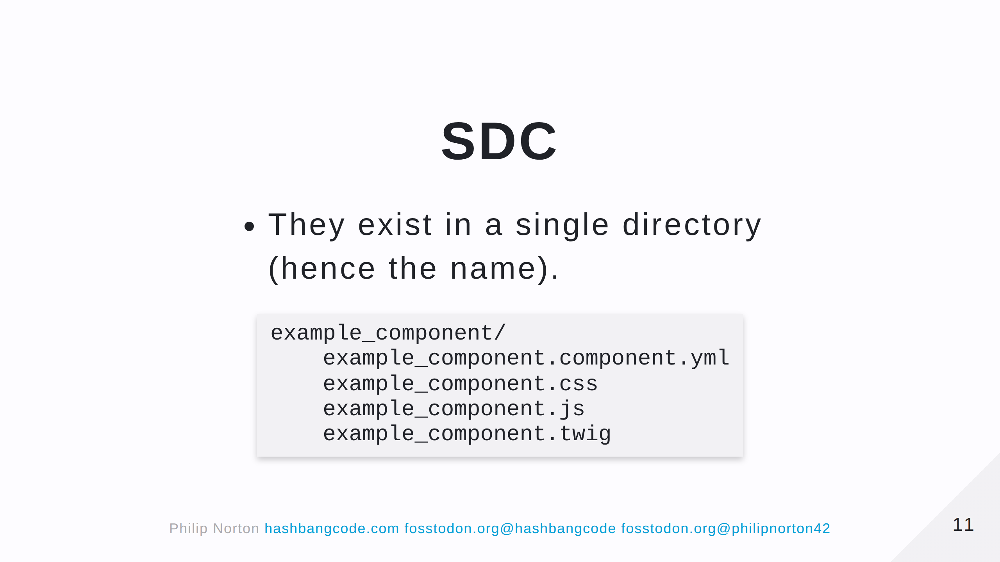 SDC
• They exist in a single directory
(hence the name).
example_component/
    example_component.component.yml
    example_component.css
    example_component.js
    example_component.twig
Philip Norton hashbangcode.com fosstodon.org@hashbangcode fosstodon.org@philipnorton42
11